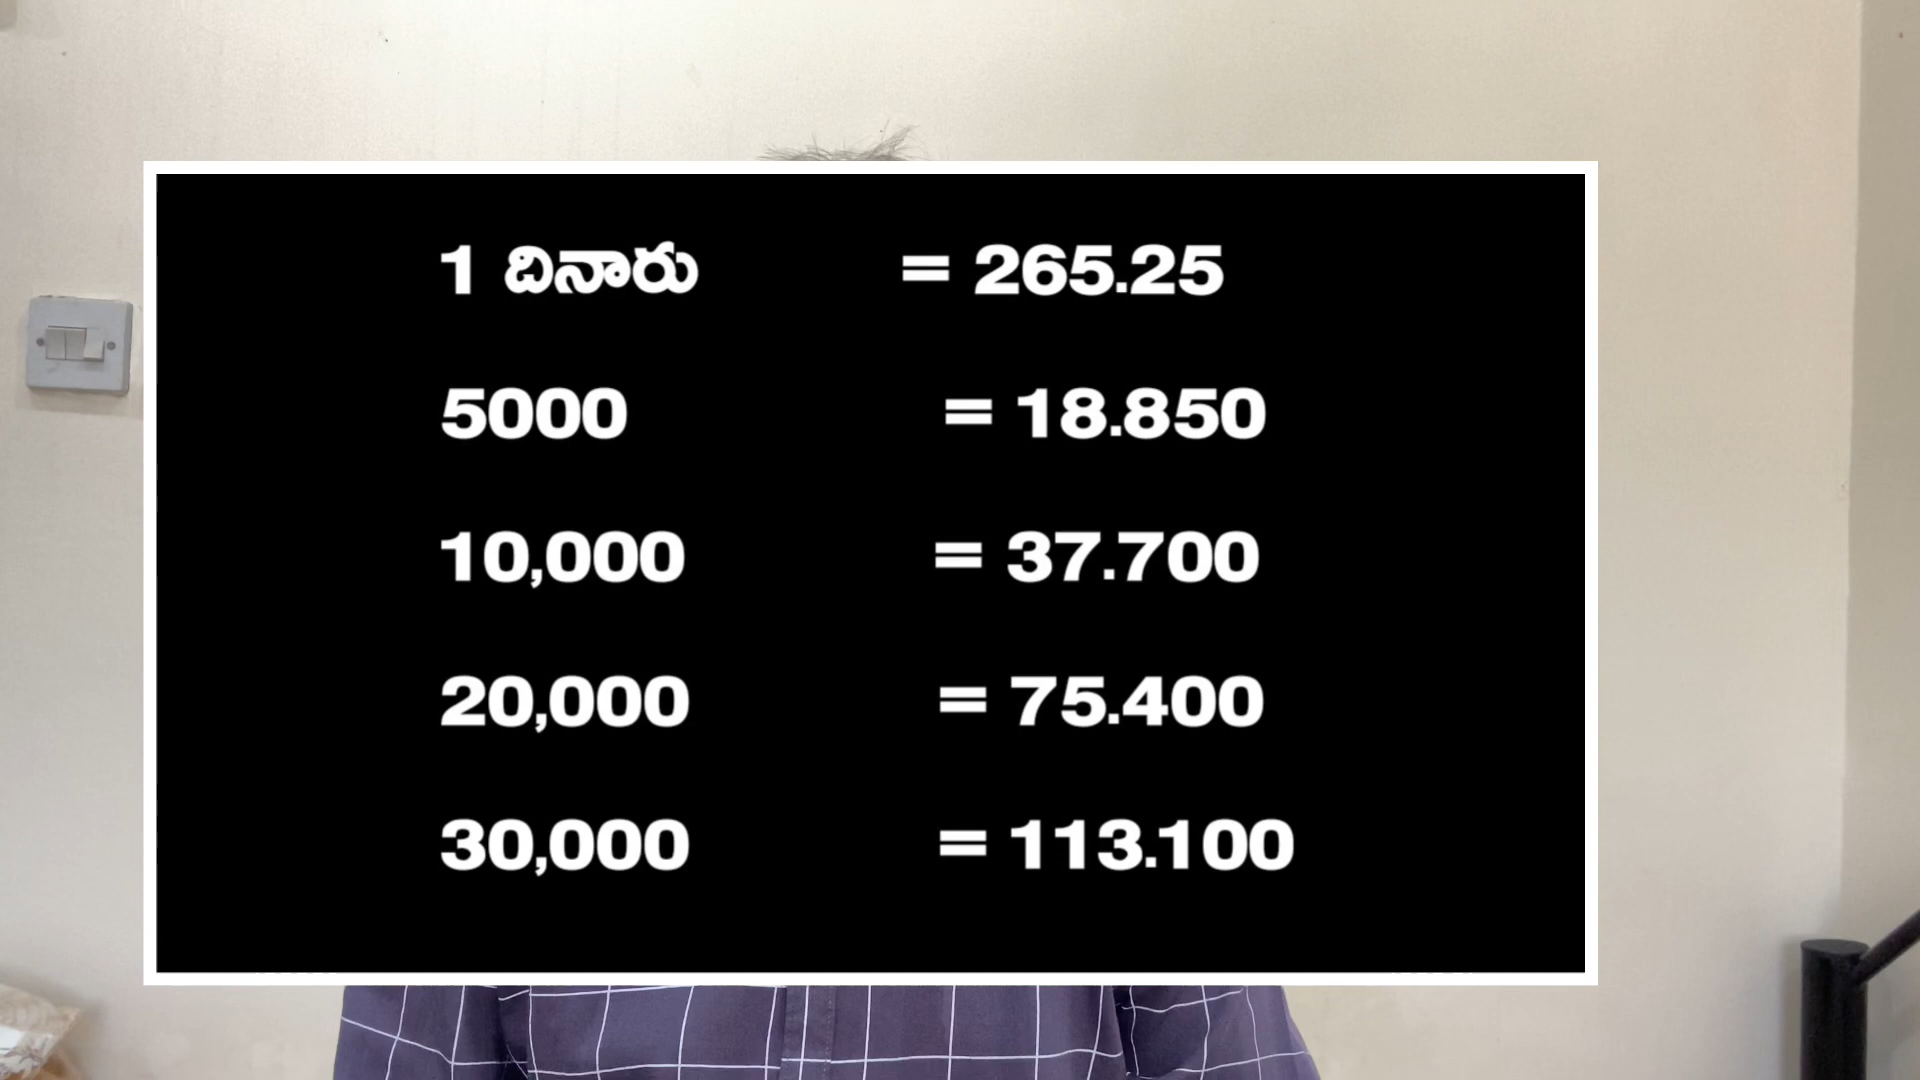 1 దినారు = 265.25
5000 = 18.850
10,000 = 37.700
20,000 = 75.400
30,000 = 113.100